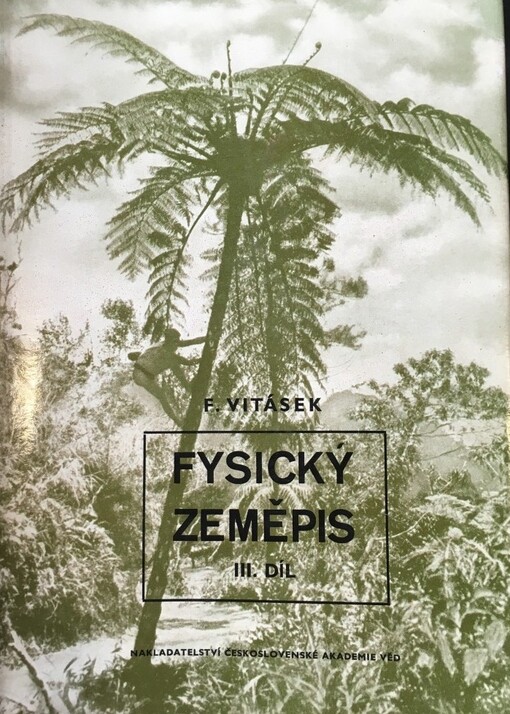 F. VITÁSEK
FYSICKÝ
ZEMĚPIS
III. DÍL
NAKLADATELSTVÍ ČESKOSLOVENSKÉ AKADEMIE VĚD